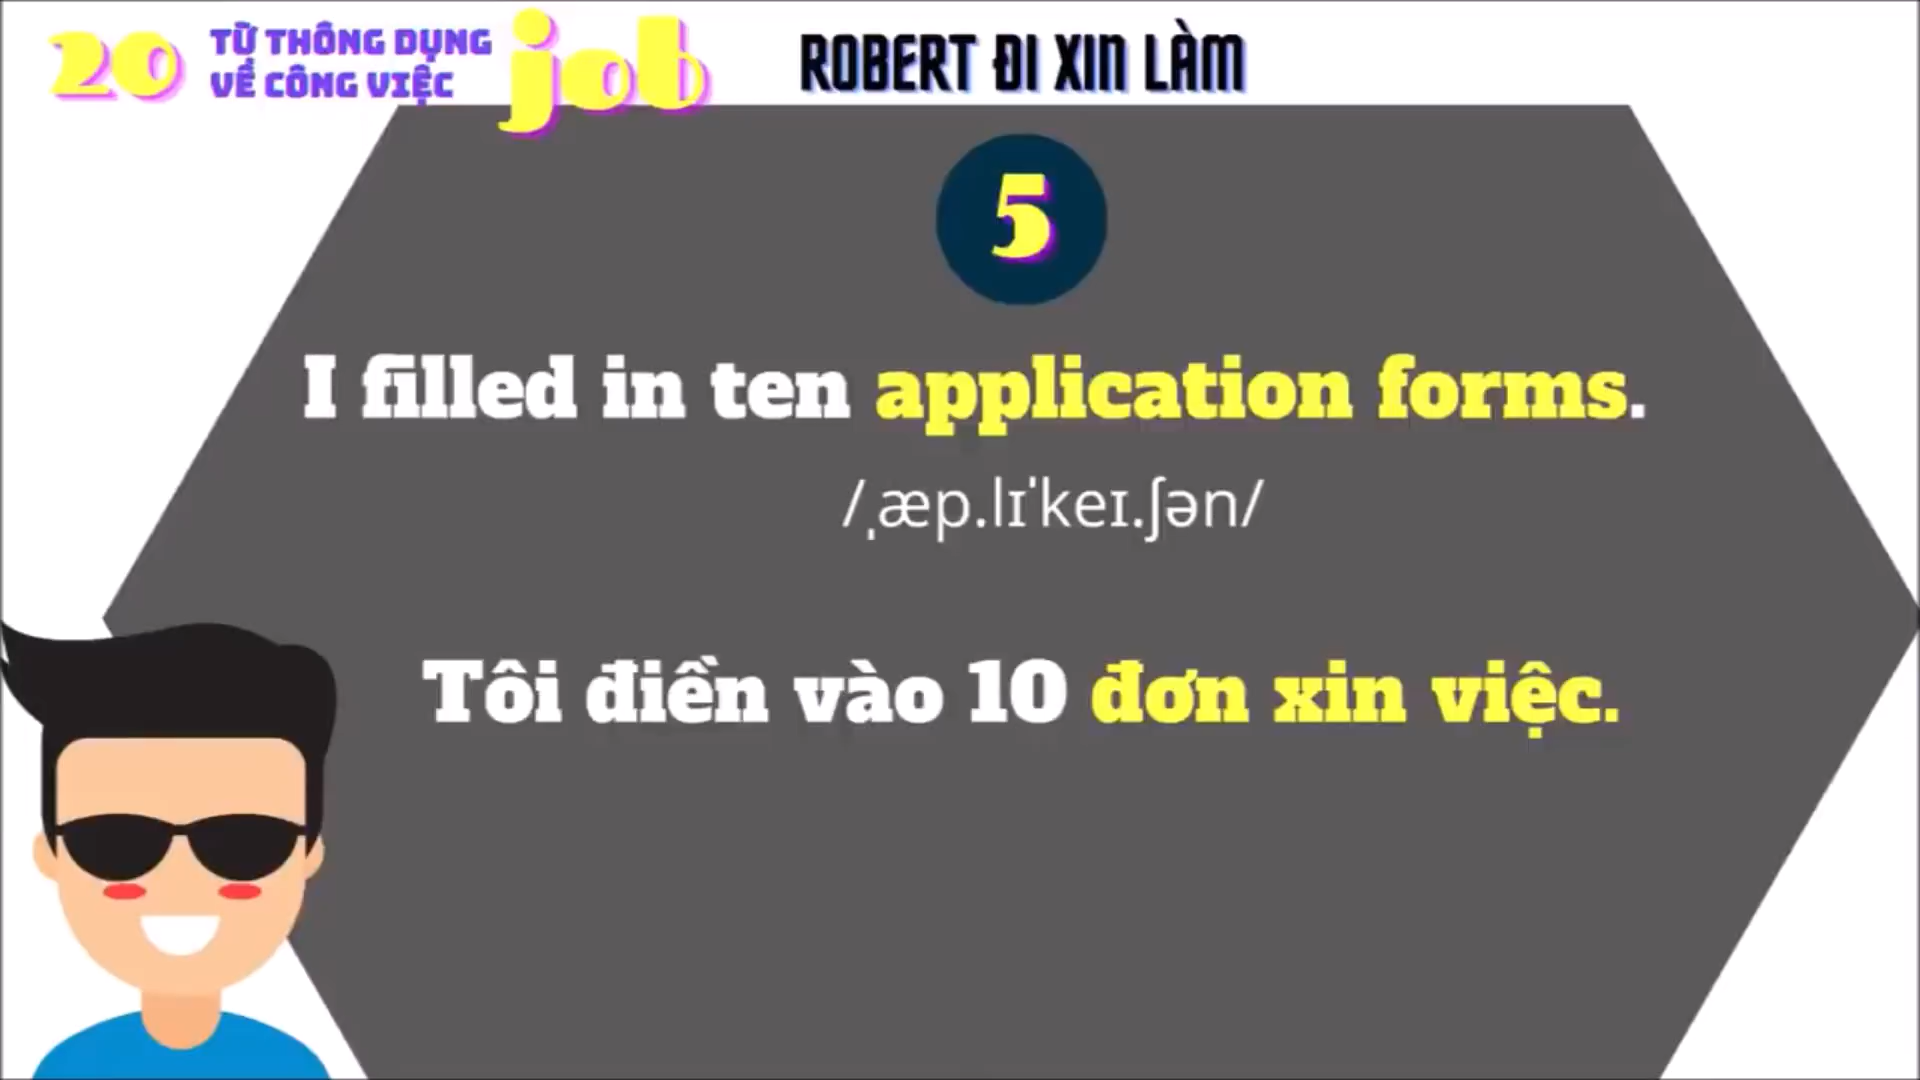 20
TỪ THÔNG DỤNG
VỀ CÔNG VIỆC
job
ROBERT ĐI XIN LÀM
5
I filled in ten application forms.
/ˌæp.lɪˈkeɪ.ʃən/
Tôi điền vào 10 đơn xin việc.